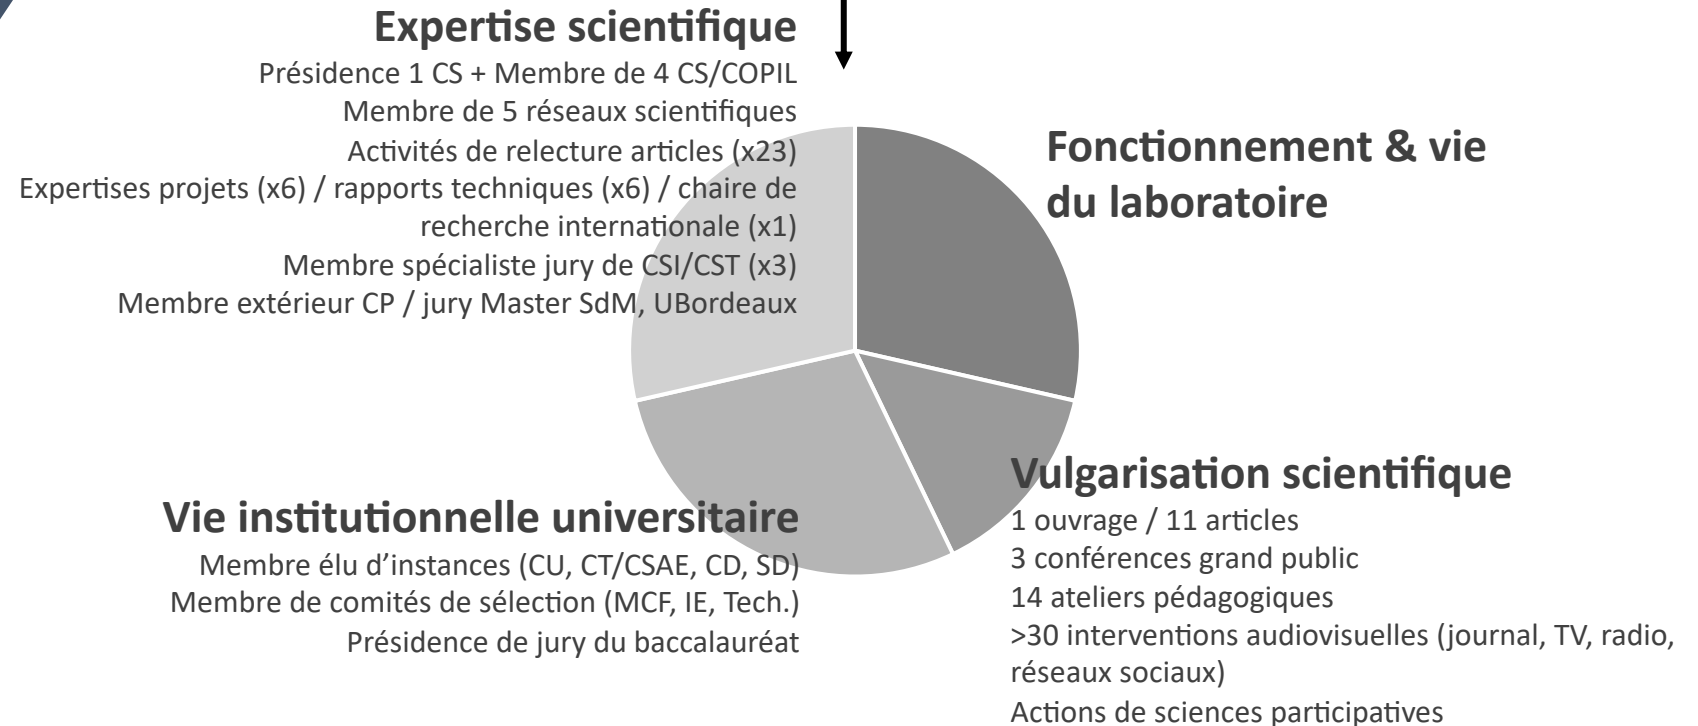 Expertise scientifique
Présidence 1 CS + Membre de 4 CS/COPIL
Membre de 5 réseaux scientifiques
Activités de relecture articles (x23)
Expertises projets (x6) / rapports techniques (x6) / chaire de
recherche internationale (x1)
Membre spécialiste jury de CSI/CST (x3)
Membre extérieur CP / jury Master SdM, UBordeaux
Fonctionnement & vie
du laboratoire
Vie institutionnelle universitaire
Membre élu d’instances (CU, CT/CSAE, CD, SD)
Membre de comités de sélection (MCF, IE, Tech.)
Présidence de jury du baccalauréat
Vulgarisation scientifique
1 ouvrage / 11 articles
3 conférences grand public
14 ateliers pédagogiques
>30 interventions audiovisuelles (journal, TV, radio,
réseaux sociaux)
Actions de sciences participatives